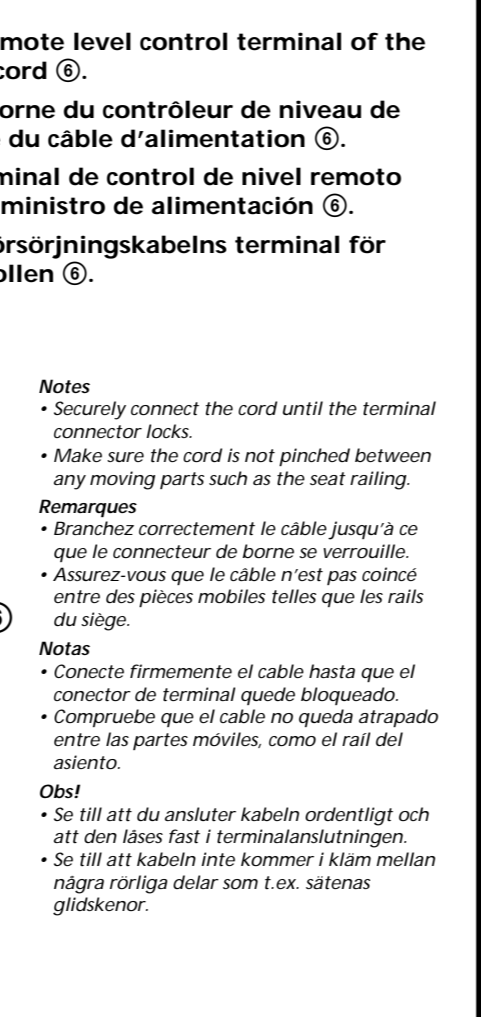 mote level control terminal of the
cord ⑥.
orne du contrôleur de niveau de
du câble d'alimentation ⑥.
minal de control de nivel remoto
ministro de alimentación ⑥.
örsörjningskabelns terminal för
ollen ⑥.
Notes
• Securely connect the cord until the terminal
connector locks.
• Make sure the cord is not pinched between
any moving parts such as the seat railing.
Remarques
• Branchez correctement le câble jusqu'à ce
que le connecteur de borne se verrouille.
• Assurez-vous que le câble n'est pas coincé
entre des pièces mobiles telles que les rails
du siège.
Notas
• Conecte firmemente el cable hasta que el
conector de terminal quede bloqueado.
• Compruebe que el cable no queda atrapado
entre las partes móviles, como el raíl del
asiento.
Obs!
• Se till att du ansluter kabeln ordentligt och
att den låses fast i terminalanslutningen.
• Se till att kabeln inte kommer i kläm mellan
några rörliga delar som t.ex. sätenas
glidskenor.